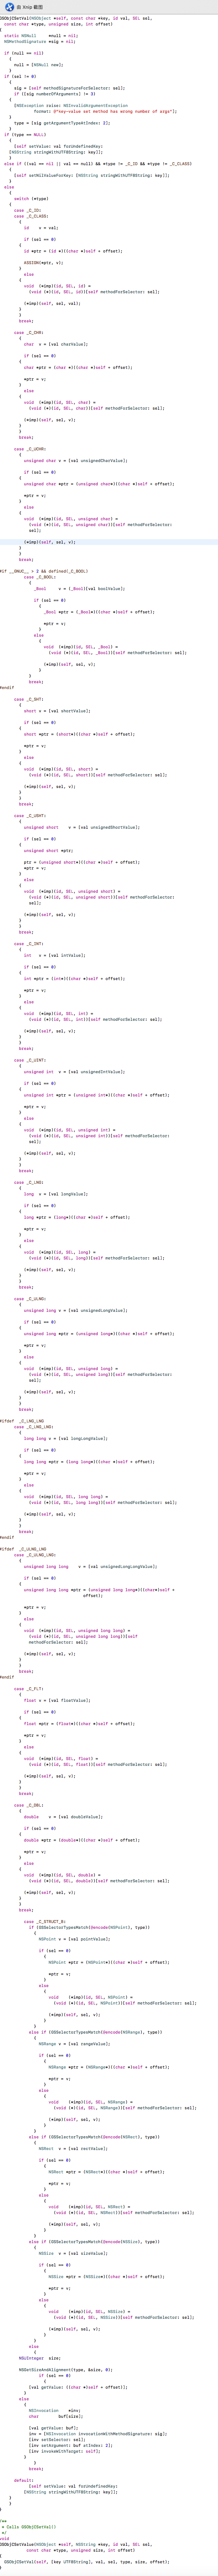 由 Xnip 截图
GSObjCSetVal(NSObject *self, const char *key, id val, SEL sel,
const char *type, unsigned size, int offset)
{
static NSNull *null = nil;
NSMethodSignature *sig = nil;
if (null == nil)
{
null = [NSNull new];
}
if (sel != 0)
{
sig = [self methodSignatureForSelector: sel];
if ([sig numberOfArguments] != 3)
{
[NSException raise: NSInvalidArgumentException
format: @"key-value set method has wrong number of args"];
}
type = [sig getArgumentTypeAtIndex: 2];
}
if (type == NULL)
{
[self setValue: val forUndefinedKey:
[NSString stringWithUTF8String: key]];
}
else if ((val == nil || val == null) && *type != _C_ID && *type != _C_CLASS)
{
[self setNilValueForKey: [NSString stringWithUTF8String: key]];
}
else
{
switch (*type)
{
case _C_ID:
case _C_CLASS:
{
id v = val;
if (sel == 0)
{
id *ptr = (id *)((char *)self + offset);
ASSIGN(*ptr, v);
}
else
{
void (*imp)(id, SEL, id) =
(void (*)(id, SEL, id))[self methodForSelector: sel];
(*imp)(self, sel, val);
}
}
break;
case _C_CHR:
{
char v = [val charValue];
if (sel == 0)
{
char *ptr = (char *)((char *)self + offset);
*ptr = v;
}
else
{
void (*imp)(id, SEL, char) =
(void (*)(id, SEL, char))[self methodForSelector: sel];
(*imp)(self, sel, v);
}
}
break;
case _C_UCHR:
{
unsigned char v = [val unsignedCharValue];
if (sel == 0)
{
unsigned char *ptr = (unsigned char*)((char *)self + offset);
*ptr = v;
}
else
{
void (*imp)(id, SEL, unsigned char) =
(void (*)(id, SEL, unsigned char))[self methodForSelector:
sel];
(*imp)(self, sel, v);
}
}
break;
#if __GNUC__ > 2 && defined(_C_BOOL)
case _C_BOOL:
{
_Bool v = (_Bool)[val boolValue];
if (sel == 0)
{
_Bool *ptr = (_Bool*)((char *)self + offset);
*ptr = v;
}
else
{
void (*imp)(id, SEL, _Bool) =
(void (*)(id, SEL, _Bool))[self methodForSelector: sel];
(*imp)(self, sel, v);
}
}
break;
#endif
case _C_SHT:
{
short v = [val shortValue];
if (sel == 0)
{
short *ptr = (short*)((char *)self + offset);
*ptr = v;
}
else
{
void (*imp)(id, SEL, short) =
(void (*)(id, SEL, short))[self methodForSelector: sel];
(*imp)(self, sel, v);
}
}
break;
case _C_USHT:
{
unsigned short v = [val unsignedShortValue];
if (sel == 0)
{
unsigned short *ptr;
ptr = (unsigned short*)((char *)self + offset);
*ptr = v;
}
else
{
void (*imp)(id, SEL, unsigned short) =
(void (*)(id, SEL, unsigned short))[self methodForSelector:
sel];
(*imp)(self, sel, v);
}
}
break;
case _C_INT:
{
int v = [val intValue];
if (sel == 0)
{
int *ptr = (int*)((char *)self + offset);
*ptr = v;
}
else
{
void (*imp)(id, SEL, int) =
(void (*)(id, SEL, int))[self methodForSelector: sel];
(*imp)(self, sel, v);
}
}
break;
case _C_UINT:
{
unsigned int v = [val unsignedIntValue];
if (sel == 0)
{
unsigned int *ptr = (unsigned int*)((char *)self + offset);
*ptr = v;
}
else
{
void (*imp)(id, SEL, unsigned int) =
(void (*)(id, SEL, unsigned int))[self methodForSelector:
sel];
(*imp)(self, sel, v);
}
}
break;
case _C_LNG:
{
long v = [val longValue];
if (sel == 0)
{
long *ptr = (long*)((char *)self + offset);
*ptr = v;
}
else
{
void (*imp)(id, SEL, long) =
(void (*)(id, SEL, long))[self methodForSelector: sel];
(*imp)(self, sel, v);
}
}
break;
case _C_ULNG:
{
unsigned long v = [val unsignedLongValue];
if (sel == 0)
{
unsigned long *ptr = (unsigned long*)((char *)self + offset);
*ptr = v;
}
else
{
void (*imp)(id, SEL, unsigned long) =
(void (*)(id, SEL, unsigned long))[self methodForSelector:
sel];
(*imp)(self, sel, v);
}
}
break;
#ifdef _C_LNG_LNG
case _C_LNG_LNG:
{
long long v = [val longLongValue];
if (sel == 0)
{
long long *ptr = (long long*)((char *)self + offset);
*ptr = v;
}
else
{
void (*imp)(id, SEL, long long) =
(void (*)(id, SEL, long long))[self methodForSelector: sel];
(*imp)(self, sel, v);
}
}
break;
#endif
#ifdef _C_ULNG_LNG
case _C_ULNG_LNG:
{
unsigned long long v = [val unsignedLongLongValue];
if (sel == 0)
{
unsigned long long *ptr = (unsigned long long*)((char*)self +
offset);
*ptr = v;
}
else
{
void (*imp)(id, SEL, unsigned long long) =
(void (*)(id, SEL, unsigned long long))[self
methodForSelector: sel];
(*imp)(self, sel, v);
}
}
break;
#endif
case _C_FLT:
{
float v = [val floatValue];
if (sel == 0)
{
float *ptr = (float*)((char *)self + offset);
*ptr = v;
}
else
{
void (*imp)(id, SEL, float) =
(void (*)(id, SEL, float))[self methodForSelector: sel];
(*imp)(self, sel, v);
}
}
break;
case _C_DBL:
{
double v = [val doubleValue];
if (sel == 0)
{
double *ptr = (double*)((char *)self + offset);
*ptr = v;
}
else
{
void (*imp)(id, SEL, double) =
(void (*)(id, SEL, double))[self methodForSelector: sel];
(*imp)(self, sel, v);
}
}
break;
case _C_STRUCT_B:
if (GSSelectorTypesMatch(@encode(NSPoint), type))
{
NSPoint v = [val pointValue];
if (sel == 0)
{
NSPoint *ptr = (NSPoint*)((char *)self + offset);
*ptr = v;
}
else
{
void (*imp)(id, SEL, NSPoint) =
(void (*)(id, SEL, NSPoint))[self methodForSelector: sel];
(*imp)(self, sel, v);
}
}
else if (GSSelectorTypesMatch(@encode(NSRange), type))
{
NSRange v = [val rangeValue];
if (sel == 0)
{
NSRange *ptr = (NSRange*)((char *)self + offset);
*ptr = v;
}
else
{
void (*imp)(id, SEL, NSRange) =
(void (*)(id, SEL, NSRange))[self methodForSelector: sel];
(*imp)(self, sel, v);
}
}
else if (GSSelectorTypesMatch(@encode(NSRect), type))
{
NSRect v = [val rectValue];
if (sel == 0)
{
NSRect *ptr = (NSRect*)((char *)self + offset);
*ptr = v;
}
else
{
void (*imp)(id, SEL, NSRect) =
(void (*)(id, SEL, NSRect))[self methodForSelector: sel];
(*imp)(self, sel, v);
}
}
else if (GSSelectorTypesMatch(@encode(NSSize), type))
{
NSSize v = [val sizeValue];
if (sel == 0)
{
NSSize *ptr = (NSSize*)((char *)self + offset);
*ptr = v;
}
else
{
void (*imp)(id, SEL, NSSize) =
(void (*)(id, SEL, NSSize))[self methodForSelector: sel];
(*imp)(self, sel, v);
}
}
else
{
NSUInteger size;
NSGetSizeAndAlignment(type, &size, 0);
if (sel == 0)
{
[val getValue: ((char *)self + offset)];
}
else
{
NSInvocation *inv;
char buf[size];
[val getValue: buf];
inv = [NSInvocation invocationWithMethodSignature: sig];
[inv setSelector: sel];
[inv setArgument: buf atIndex: 2];
[inv invokeWithTarget: self];
}
}
break;
default:
[self setValue: val forUndefinedKey:
[NSString stringWithUTF8String: key]];
}
}
}
/**
* Calls GSObjCSetVal()
*/
void
GSObjCSetValue(NSObject *self, NSString *key, id val, SEL sel,
const char *type, unsigned size, int offset)
{
GSObjCSetVal(self, [key UTF8String], val, sel, type, size, offset);
}